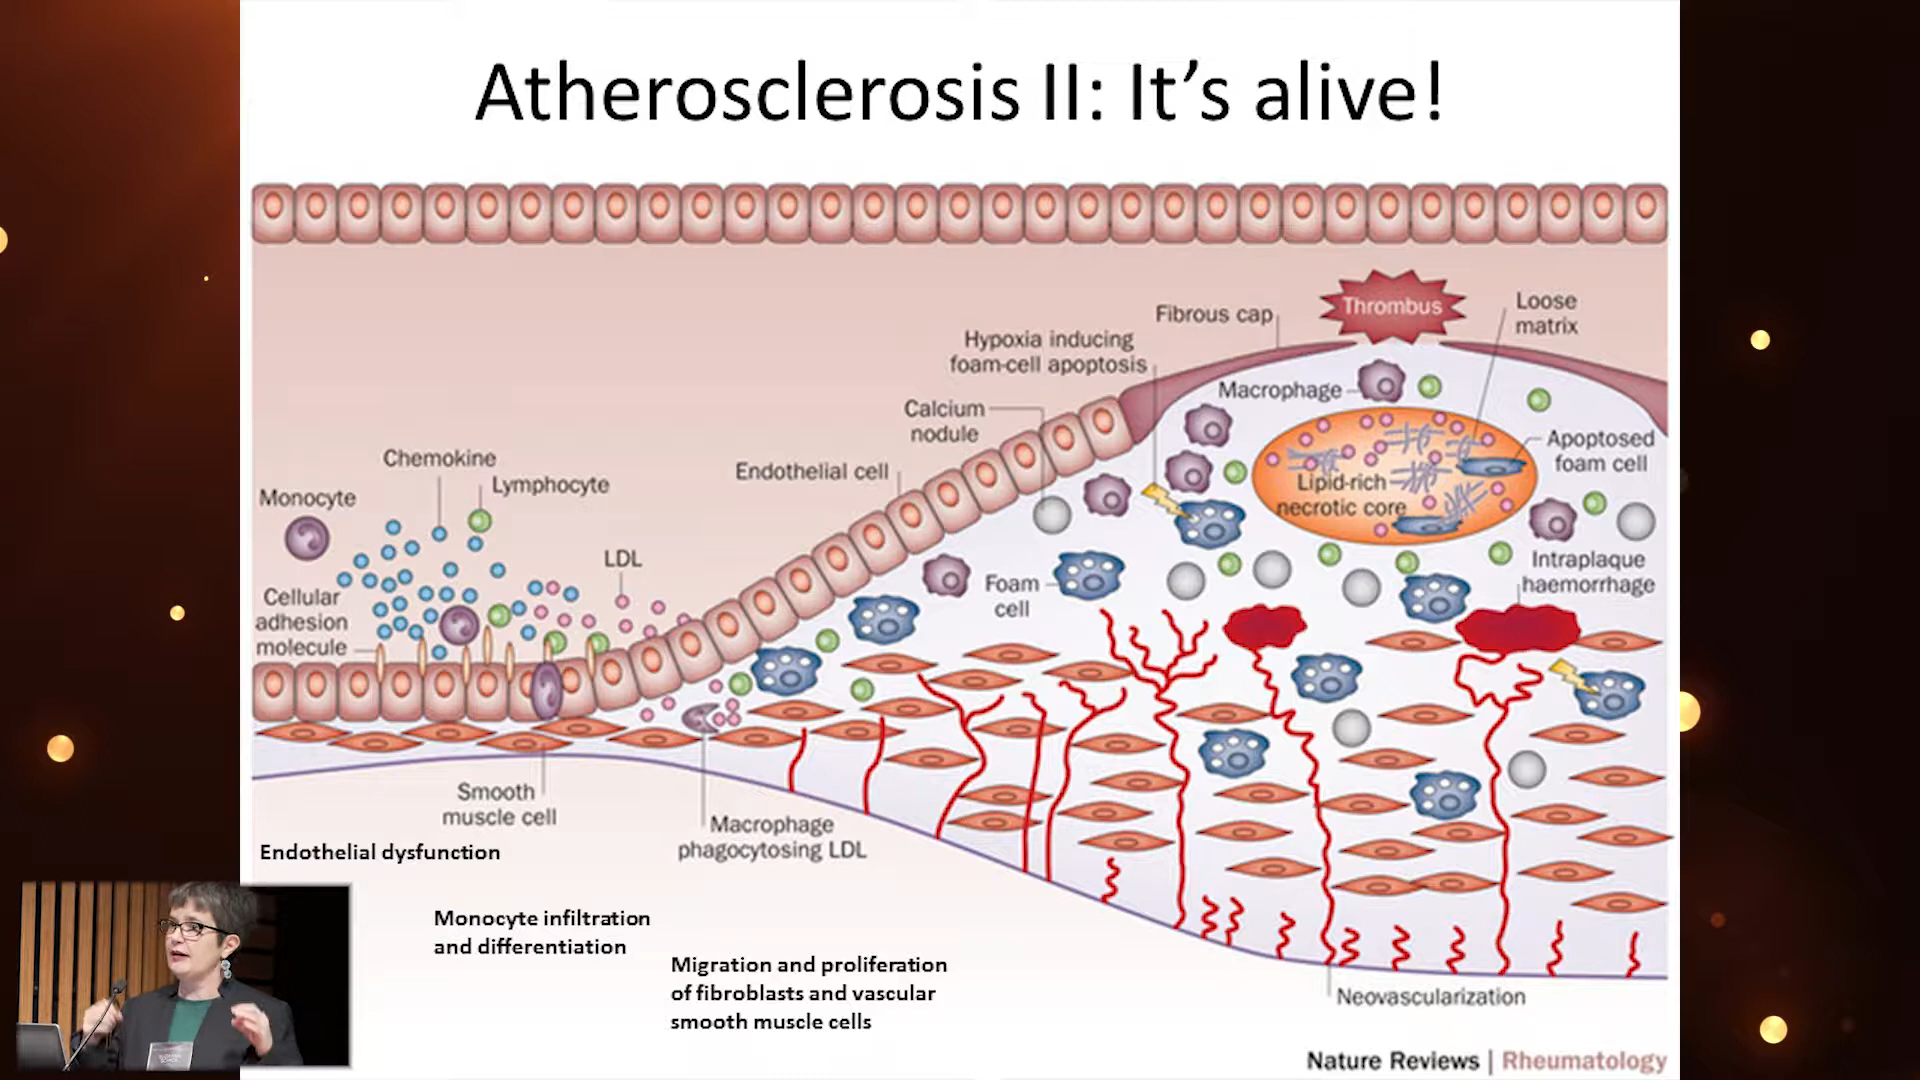 Atherosclerosis II: It's alive!
Thrombus
Loose
matrix
Fibrous cap
Hypoxia inducing
foam-cell apoptosis
Macrophage
Calcium
nodule
Apoptosed
foam cell
Lipid-rich
necrotic core
Endothelial cell
Chemokine
Lymphocyte
Monocyte
LDL
Cellular
adhesion
molecule
Foam
cell
Intraplaque
haemorrhage
Smooth
muscle cell
Macrophage
phagocytosing LDL
Endothelial dysfunction
Monocyte infiltration
and differentiation
Migration and proliferation
of fibroblasts and vascular
smooth muscle cells
Neovascularization
Nature Reviews | Rheumatology